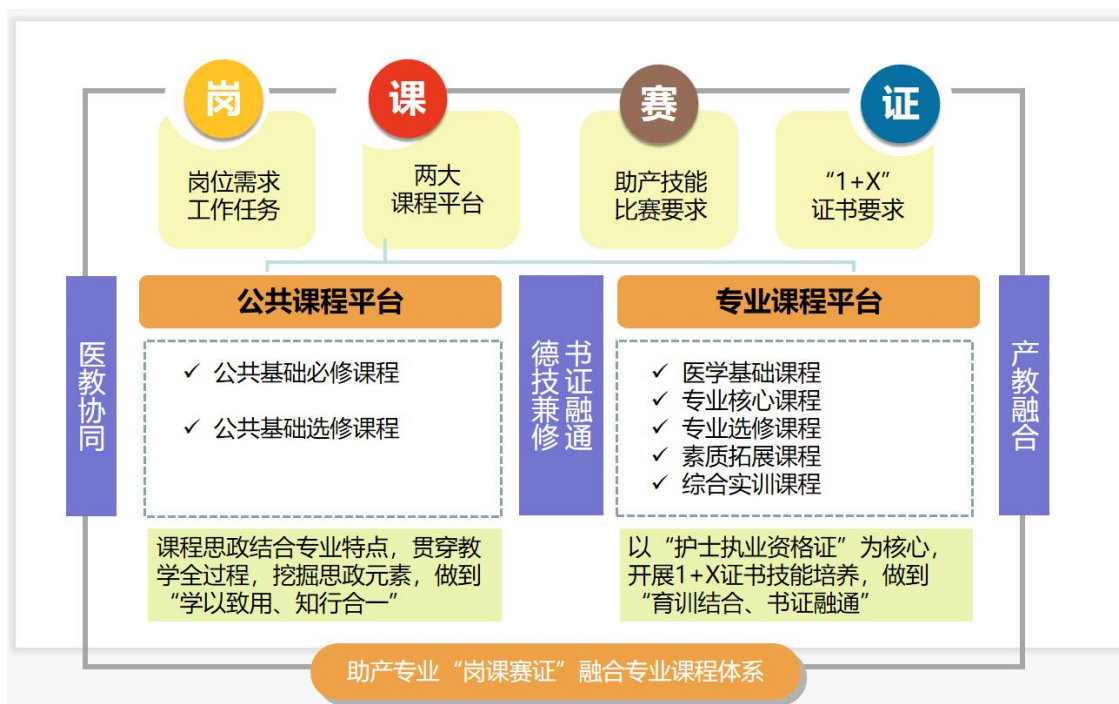 岗
课
赛
证
岗位需求
工作任务
两大
课程平台
助产技能
比赛要求
“1+X”
证书要求
医教协同
公共课程平台
公共基础必修课程
公共基础选修课程
课程思政结合专业特点，贯穿教
学全过程，挖掘思政元素，做到
“学以致用、知行合一”
德技兼修
书证融通
专业课程平台
医学基础课程
专业核心课程
专业选修课程
素质拓展课程
综合实训课程
以“护士执业资格证”为核心，
开展1+X证书技能培养，做到
“育训结合、书证融通”
产教融合
助产专业“岗课赛证”融合专业课程体系